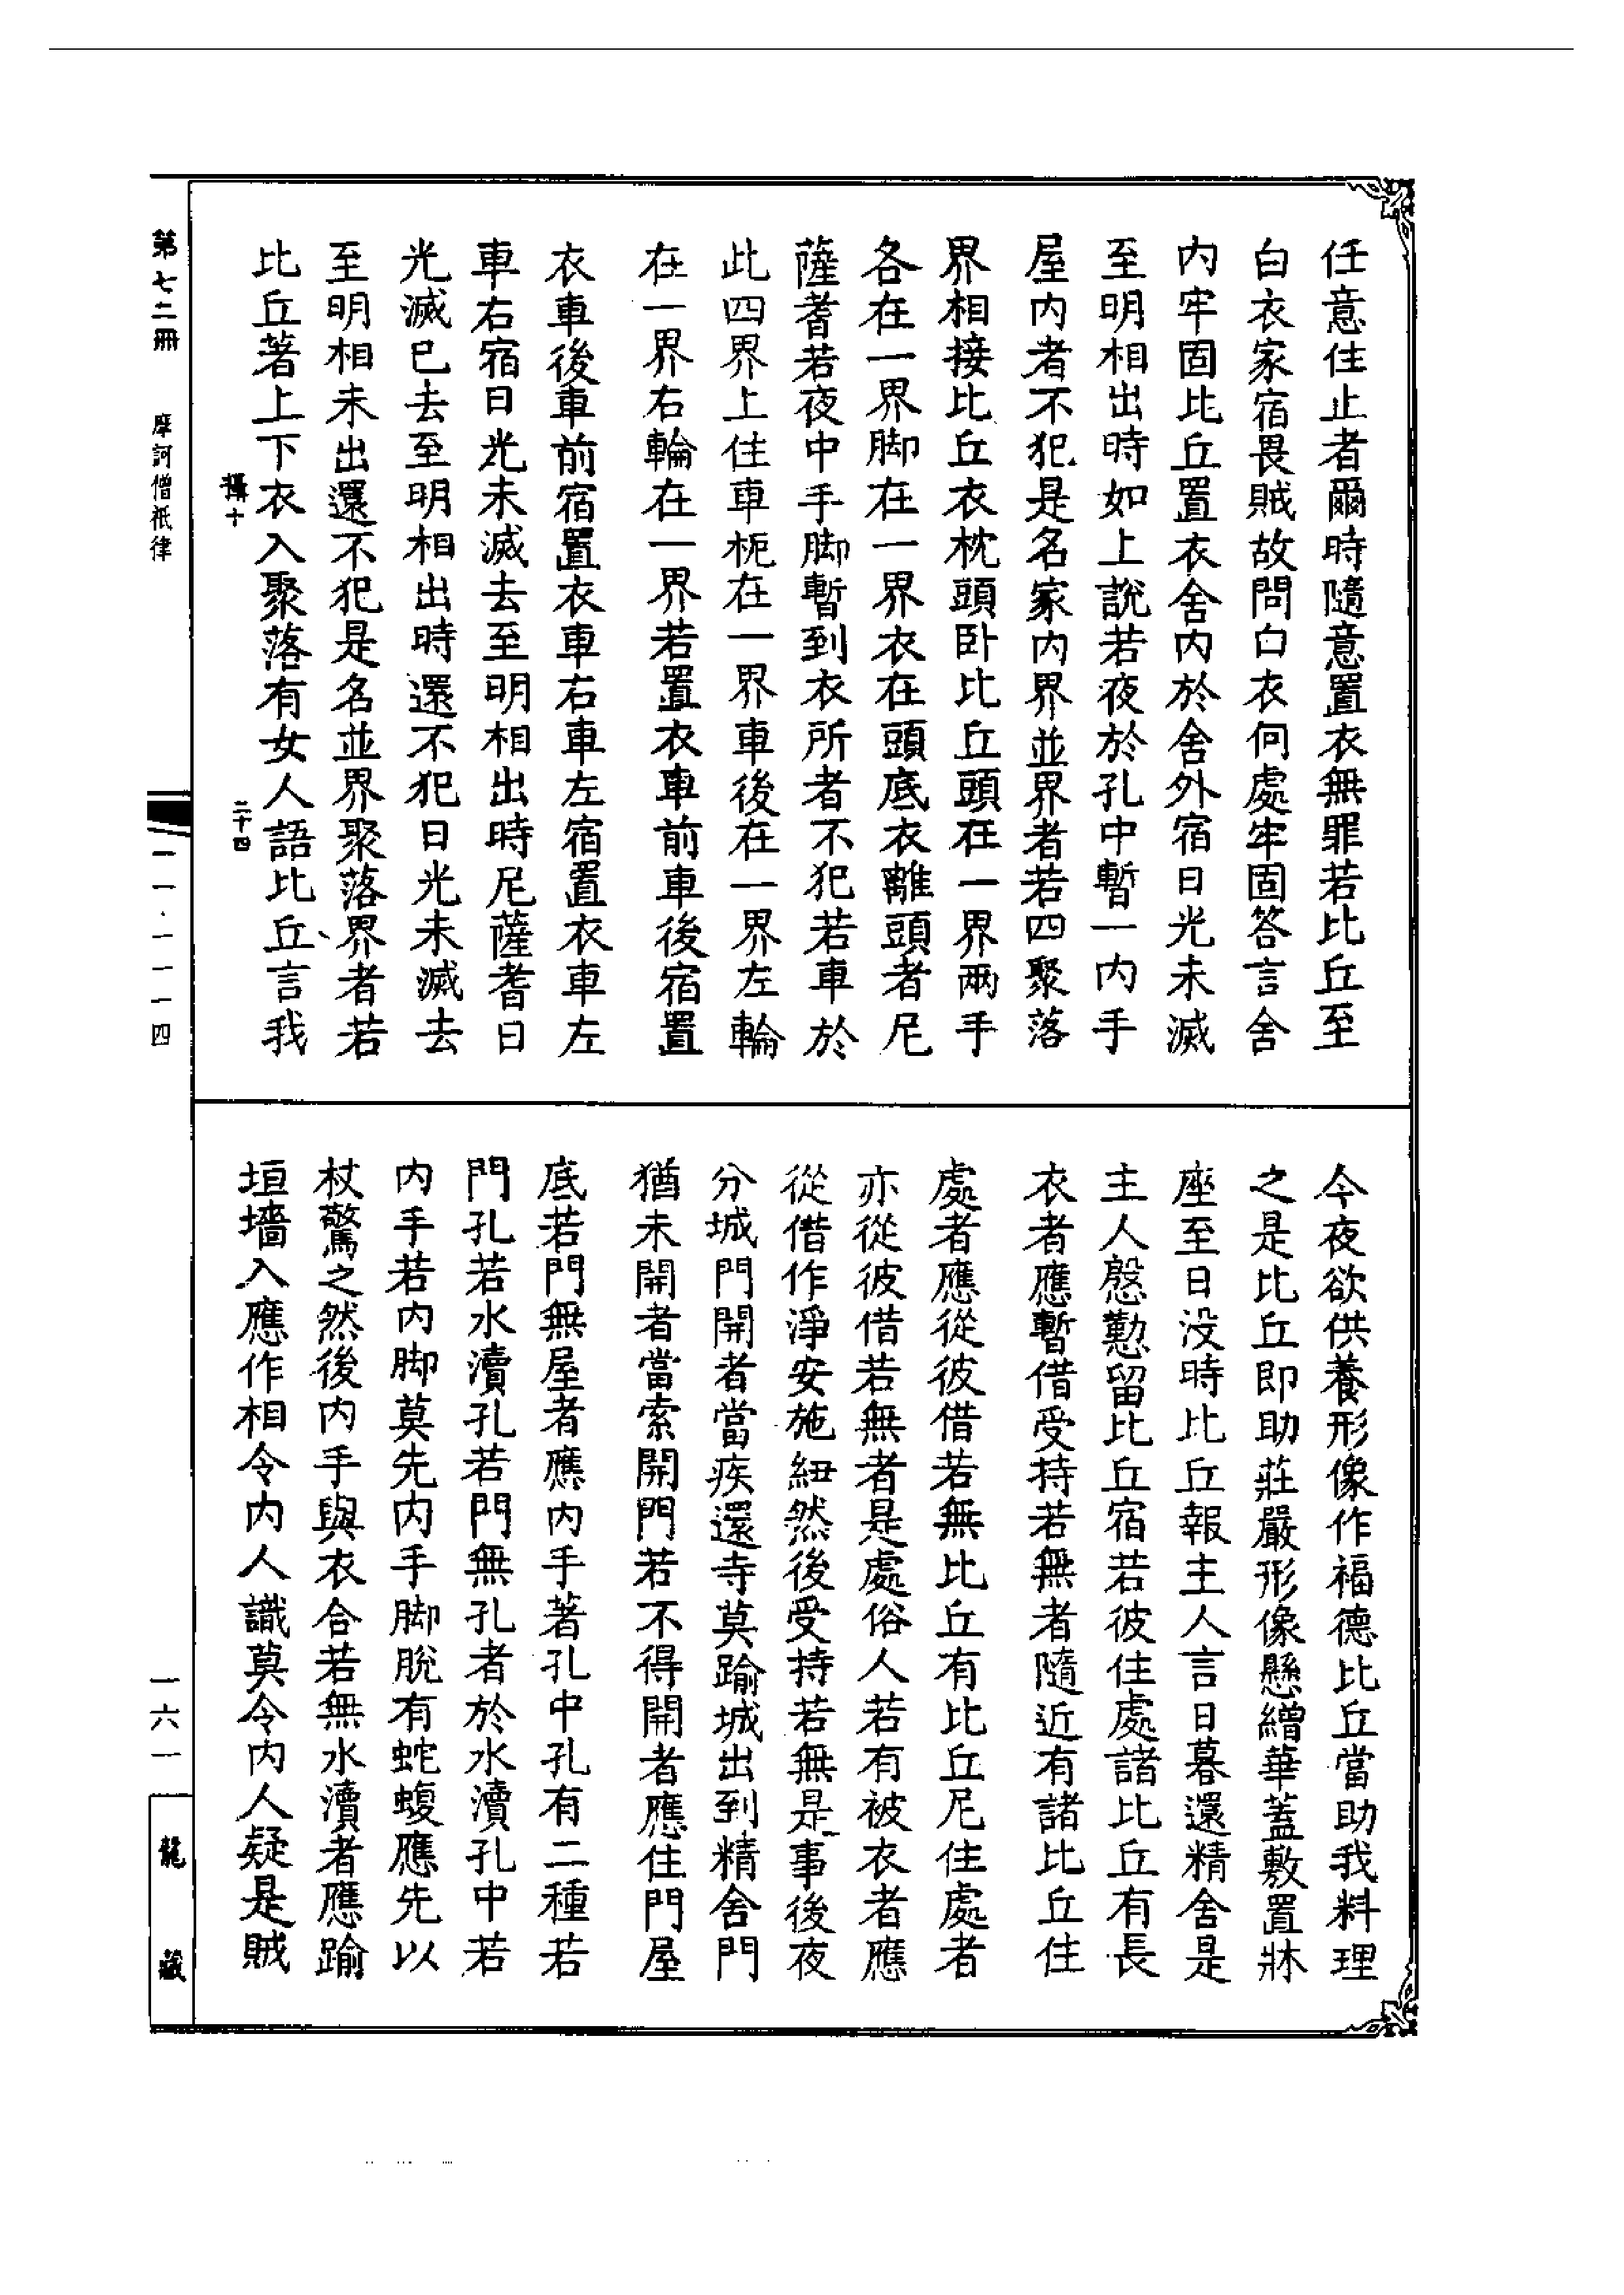 任意住止者爾時隨意置衣無罪若比丘至
白衣家宿畏賊故問白衣何處牢固答言舍
内牢固比丘置衣舍内於舍外宿日光未滅
至明相出時如上說若夜於孔中暫一内手
屋内者不犯是名家内界並界者若四聚落
界相接比丘衣枕頭卧比丘頭在一界兩手
各在一界脚在一界衣在頭底衣離頭者尼
薩耆若夜中手脚暫到衣所者不犯若車於
此四界上住車枙在一界車後在一界左輪
在一界右輪在一界若置衣車前車後宿置
衣車後車前宿置衣車右車左宿置衣車左
車右宿日光未滅去至明相出時尼薩耆日
光滅已去至明相出時還不犯日光未滅去
至明相未出還不犯是名並界聚落界者若
比丘著上下衣入聚落有女人語比丘言我
今夜欲供養形像作福德比丘當助我料理
之是比丘即助莊嚴形像懸繒華蓋敷置牀
座至日没時比丘報主人言日暮還精舍是
主人慇懃留比丘宿若彼住處諸比丘有長
衣者應暫借受持若無者隨近有諸比丘住
處者應從彼借若無比丘有比丘尼住處者
亦從彼借若無者是處俗人若有被衣者應
從借作淨安施紐然後受持若無是事後夜
分城門開者當疾還寺莫踰城出到精舍門
猶未開者當索開門若不得開者應住門屋
底若門無屋者應内手著孔中孔有二種若
門孔若水瀆孔若門無孔者於水瀆孔中若
内手若内脚莫先内手脚脫有蛇蝮應先以
杖驚之然後内手與衣合若無水瀆者應踰
垣墻入應作相令内人識莫令内人疑是賊
第七二冊
摩訶僧祇律
攝十
二十四
一一·一一一四
一六一
龍藏